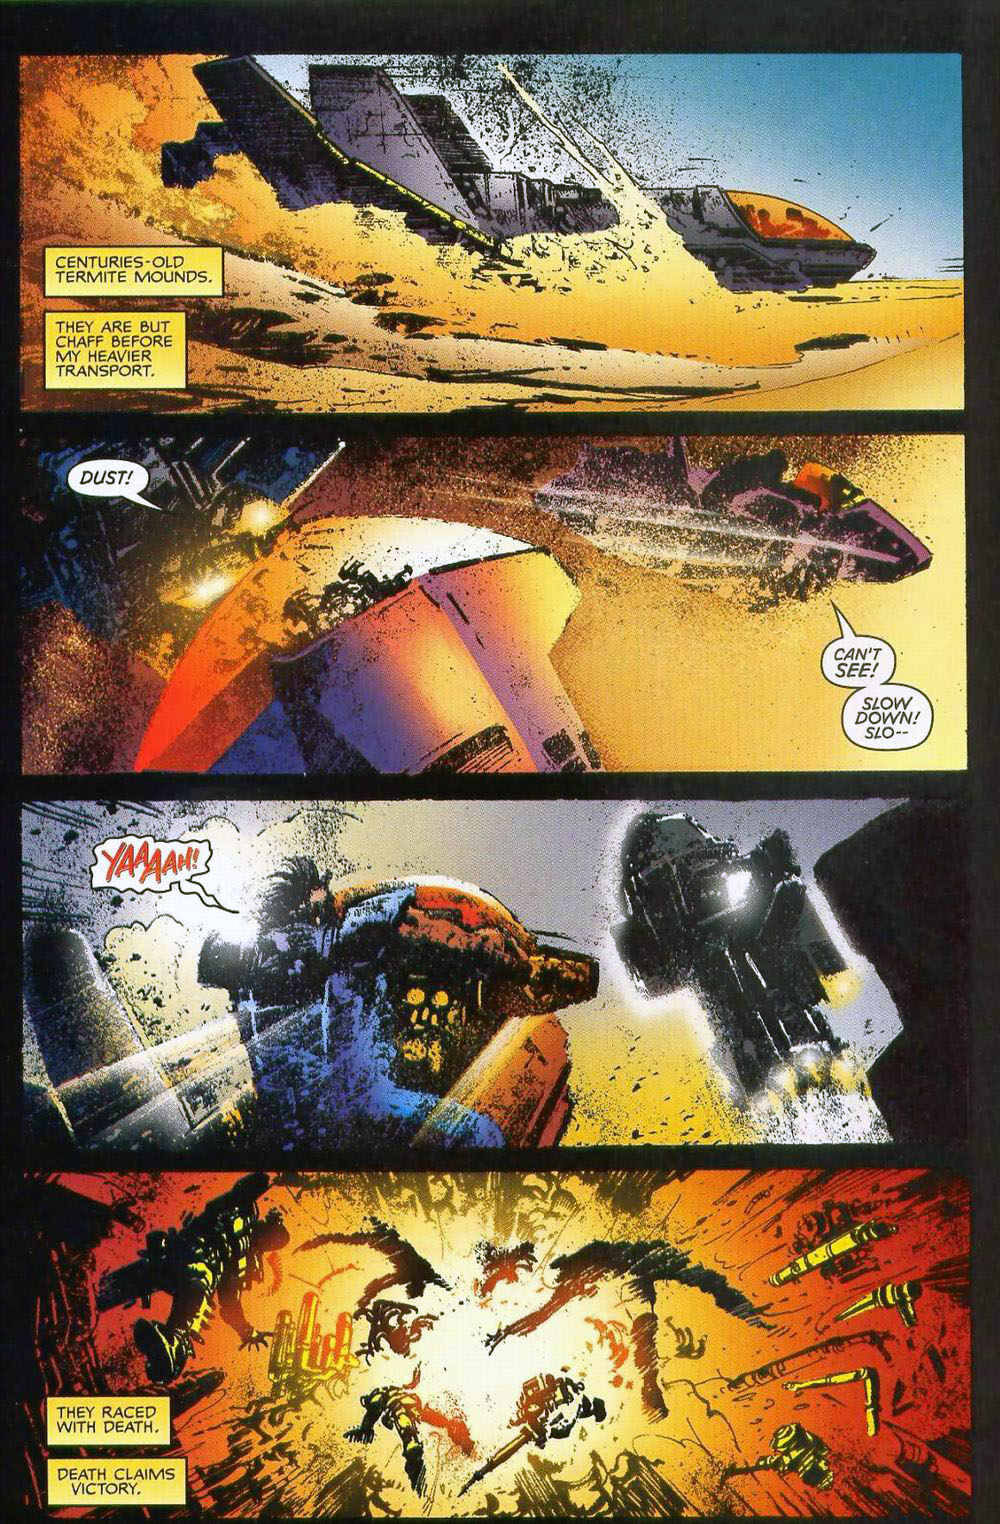 CENTURIES-OLD
TERMITE MOUNDS.
THEY ARE BUT
CHAFF BEFORE
MY HEAVIER
TRANSPORT.
DUST!
CAN'T
SEE!
SLOW
DOWN!
SLO--
YAAAAH!
THEY RACED
WITH DEATH.
DEATH CLAIMS
VICTORY.